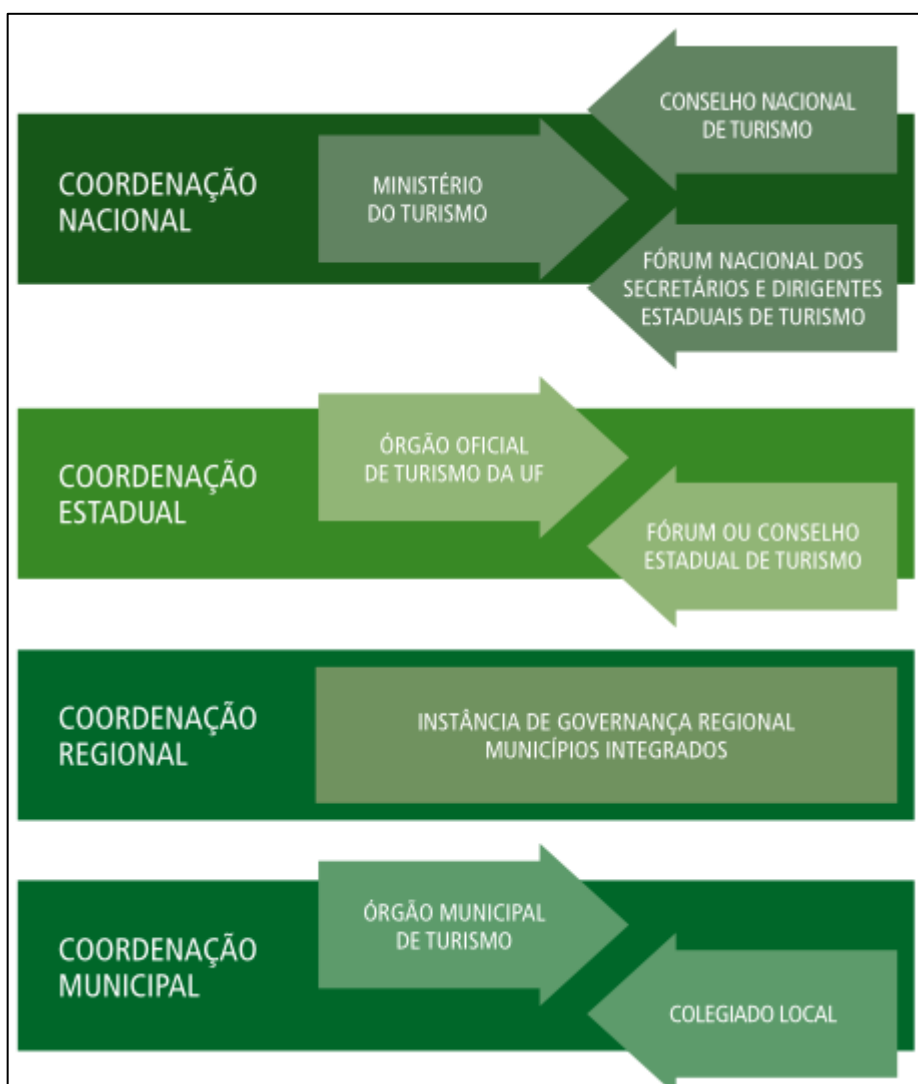 COORDENAÇÃO
NACIONAL
MINISTÉRIO
DO TURISMO
CONSELHO NACIONAL
DE TURISMO
FÓRUM NACIONAL DOS
SECRETÁRIOS E DIRIGENTES
ESTADUAIS DE TURISMO
COORDENAÇÃO
ESTADUAL
ÓRGÃO OFICIAL
DE TURISMO DA UF
FÓRUM OU CONSELHO
ESTADUAL DE TURISMO
COORDENAÇÃO
REGIONAL
INSTÂNCIA DE GOVERNANÇA REGIONAL
MUNICÍPIOS INTEGRADOS
COORDENAÇÃO
MUNICIPAL
ÓRGÃO MUNICIPAL
DE TURISMO
COLEGIADO LOCAL